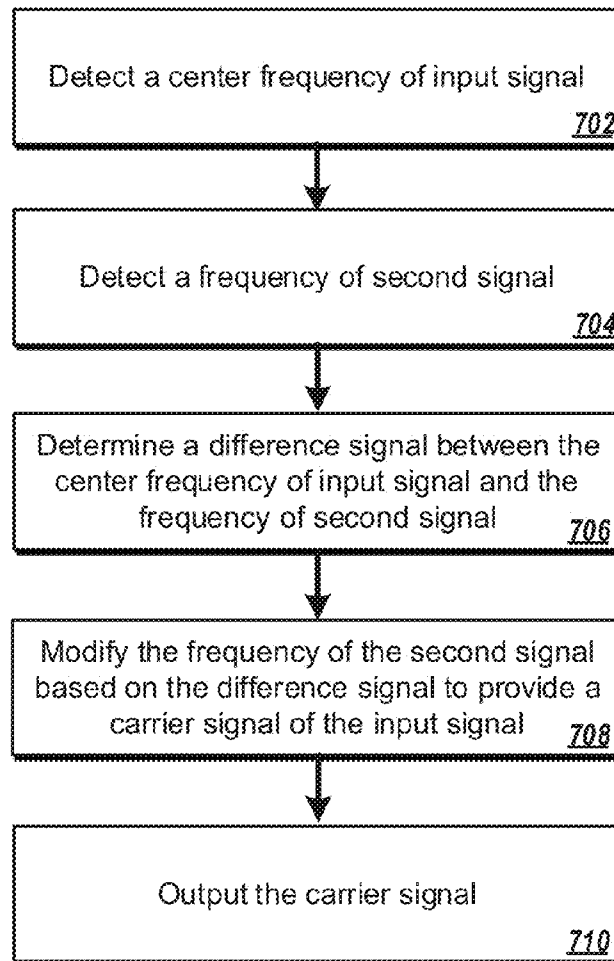 Detect a center frequency of input signal
702
Detect a frequency of second signal
704
Determine a difference signal between the
center frequency of input signal and the
frequency of second signal
706
Modify the frequency of the second signal
based on the difference signal to provide a
carrier signal of the input signal
708
Output the carrier signal
710